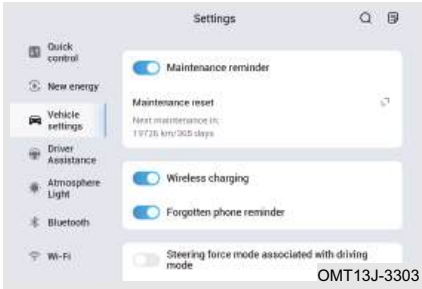 Settings
Quick
control
New energy
Vehicle
settings
Driver
Assistance
Atmosphere
Light
Bluetooth
Wi-Fi
Maintenance reminder
Maintenance reset
Next maintenance in:
19726 km/365 days
Wireless charging
Forgotten phone reminder
Steering force mode associated with driving
mode
OMT13J-3303